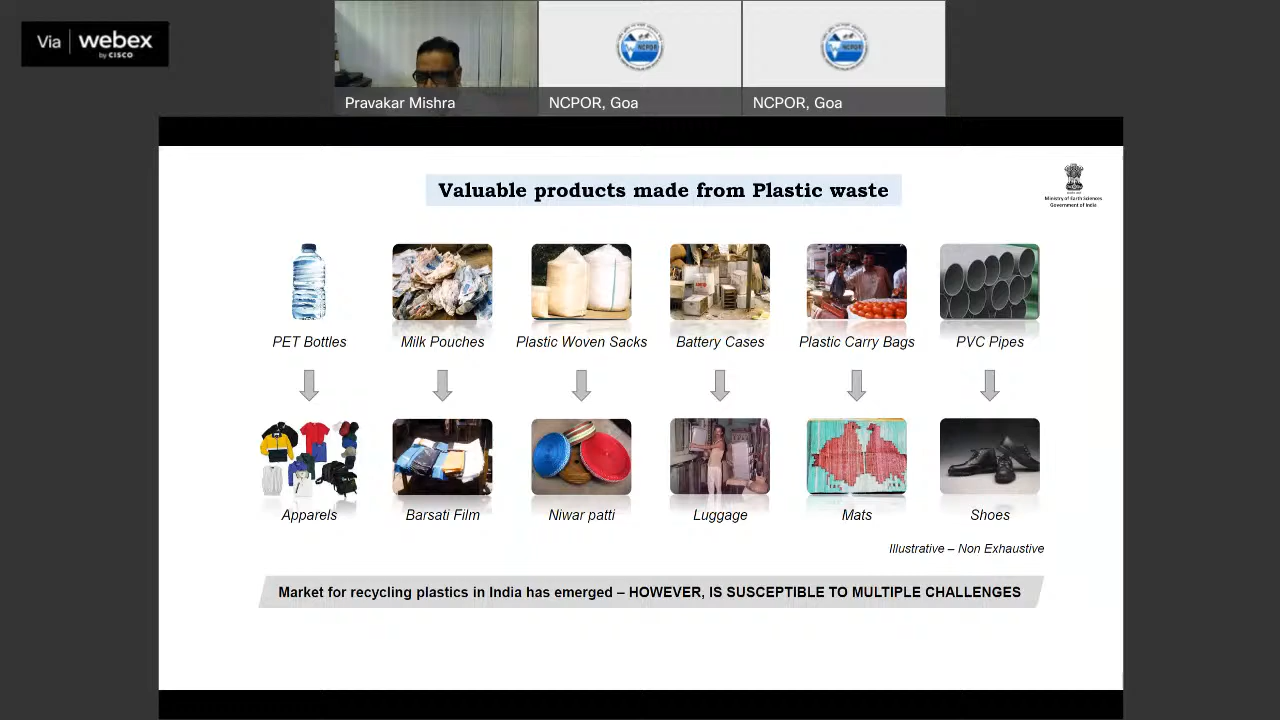 Via webex
by CISCO
Pravakar Mishra
NCPOR, Goa
NCPOR, Goa
NCPOR
NCPOR
Valuable products made from Plastic waste
Ministry of Earth Sciences
Government of India
PET Bottles
Milk Pouches
Plastic Woven Sacks
Battery Cases
Plastic Carry Bags
PVC Pipes
Apparels
Barsati Film
Niwar patti
Luggage
Mats
Shoes
Illustrative – Non Exhaustive
Market for recycling plastics in India has emerged – HOWEVER, IS SUSCEPTIBLE TO MULTIPLE CHALLENGES